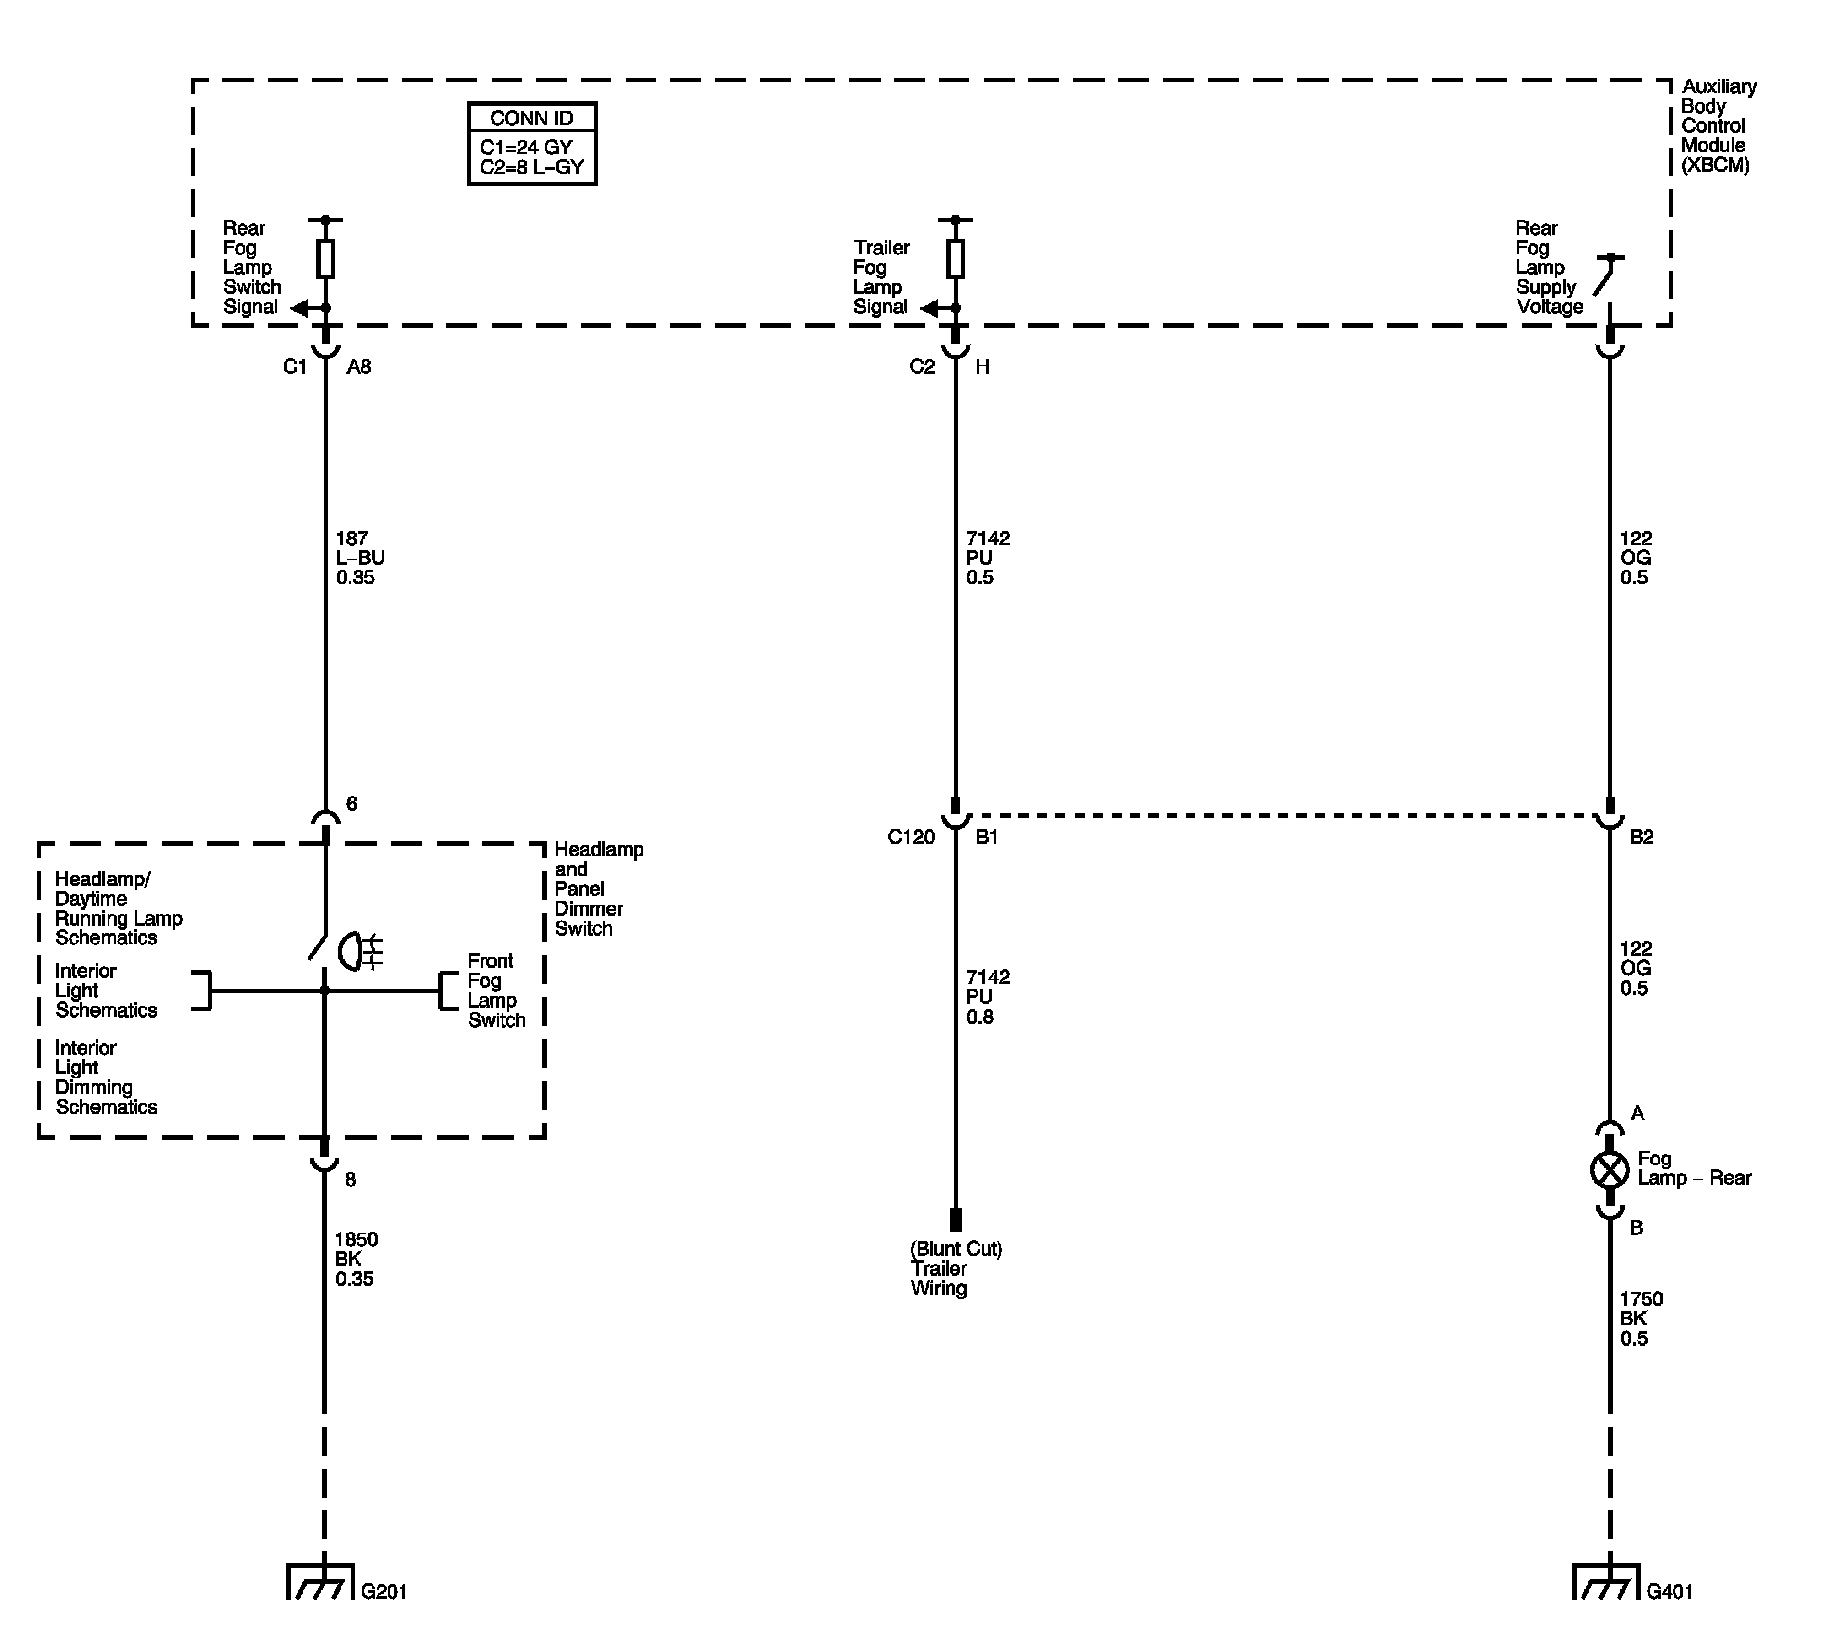 Auxiliary
Body
Control
Module
(XBCM)
CONN ID
C1=24 GY
C2=8 L-GY
Rear
Fog
Lamp
Switch
Signal
Trailer
Fog
Lamp
Signal
Rear
Fog
Lamp
Supply
Voltage
C1 A8
C2 H
187
L-BU
0.35
7142
PU
0.5
122
OG
0.5
6
C120 B1
B2
Headlamp
and
Panel
Dimmer
Switch
Headlamp/
Daytime
Running Lamp
Schematics
Interior
Light
Schematics
Interior
Light
Dimming
Schematics
Front
Fog
Lamp
Switch
7142
PU
0.8
122
OG
0.5
A
Fog
Lamp - Rear
B
8
1850
BK
0.35
(Blunt Cut)
Trailer
Wiring
1750
BK
0.5
G201
G401